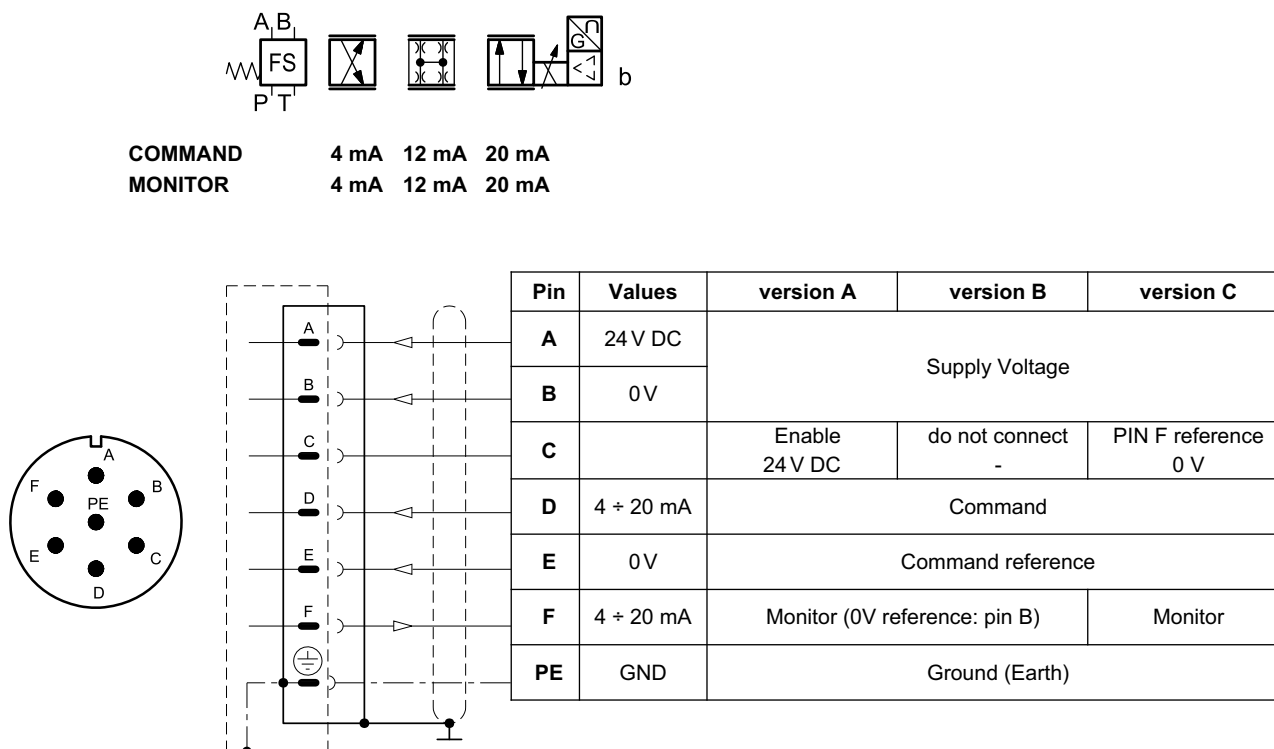 A B
FS
P T
G
b
COMMAND 4 mA 12 mA 20 mA
MONITOR 4 mA 12 mA 20 mA
Pin Values version A version B version C
A A 24 V DC Supply Voltage
B B 0 V
C C Enable 24 V DC do not connect - PIN F reference 0 V
D D 4 ÷ 20 mA Command
E E 0 V Command reference
F F 4 ÷ 20 mA Monitor (0V reference: pin B) Monitor
PE GND Ground (Earth)
A
F B
PE
E C
D